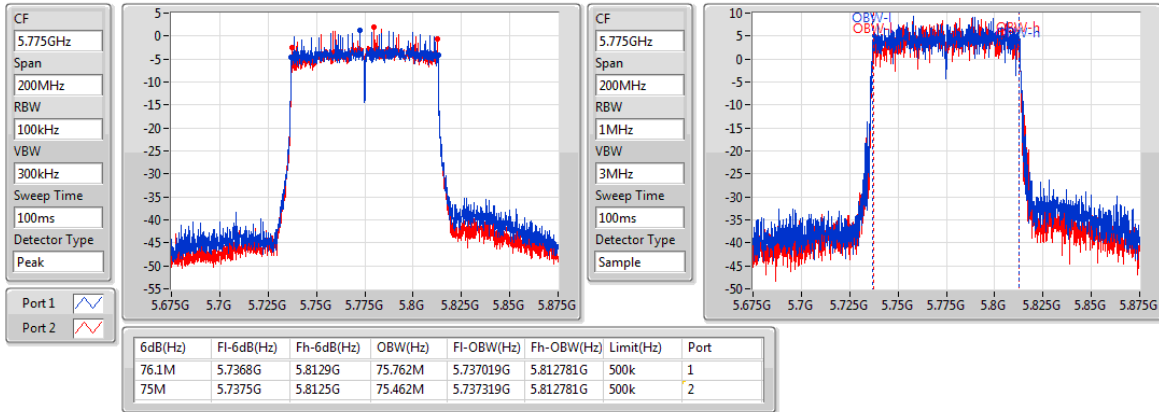 CF
5.775GHz
Span
200MHz
RBW
100kHz
VBW
300kHz
Sweep Time
100ms
Detector Type
Peak
Port 1
Port 2
5
0
-5
-10
-15
-20
-25
-30
-35
-40
-45
-50
-55
5.675G 5.7G 5.725G 5.75G 5.775G 5.8G 5.825G 5.85G 5.875G
CF
5.775GHz
Span
200MHz
RBW
1MHz
VBW
3MHz
Sweep Time
100ms
Detector Type
Sample
10
5
0
-5
-10
-15
-20
-25
-30
-35
-40
-45
-50
OBW-l
OBW-l
OBW-h
OBW-h
5.675G 5.7G 5.725G 5.75G 5.775G 5.8G 5.825G 5.85G 5.875G
6dB(Hz) Fl-6dB(Hz) Fh-6dB(Hz) OBW(Hz) Fl-OBW(Hz) Fh-OBW(Hz) Limit(Hz) Port
76.1M 5.7368G 5.8129G 75.762M 5.737019G 5.812781G 500k 1
75M 5.7375G 5.8125G 75.462M 5.737319G 5.812781G 500k 2